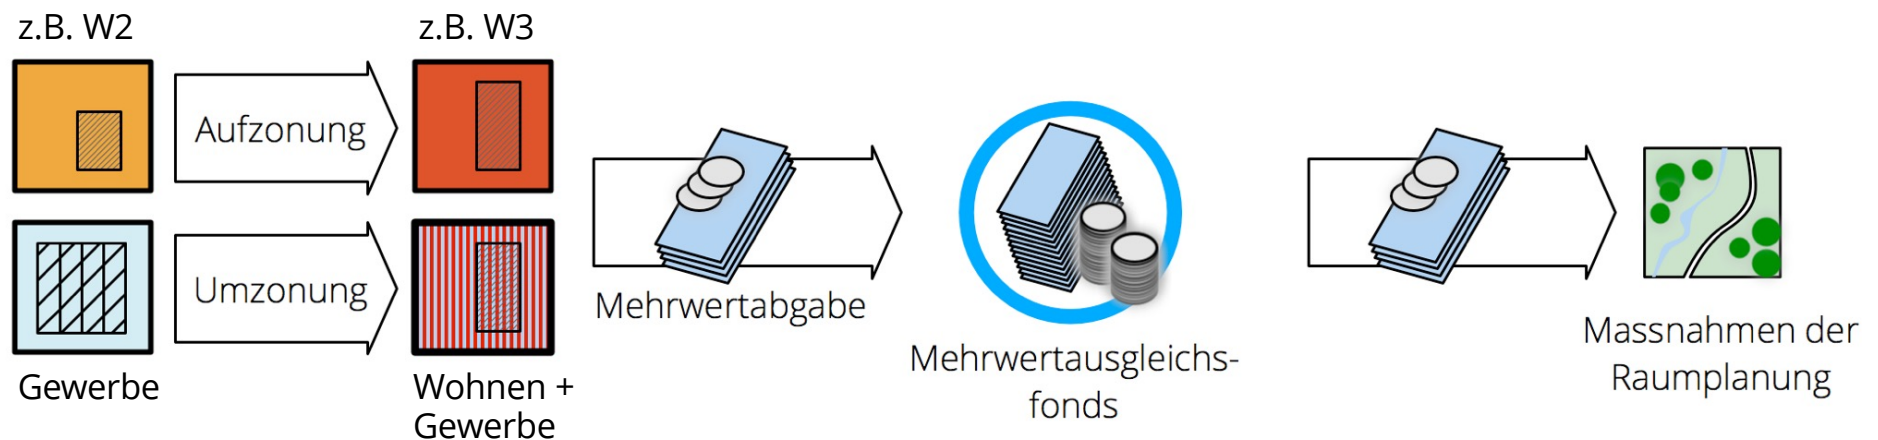 z.B. W2
z.B. W3
Aufzonung
Umzonung
Gewerbe
Wohnen +
Gewerbe
Mehrwertabgabe
Mehrwertausgleichs-
fonds
Massnahmen der
Raumplanung